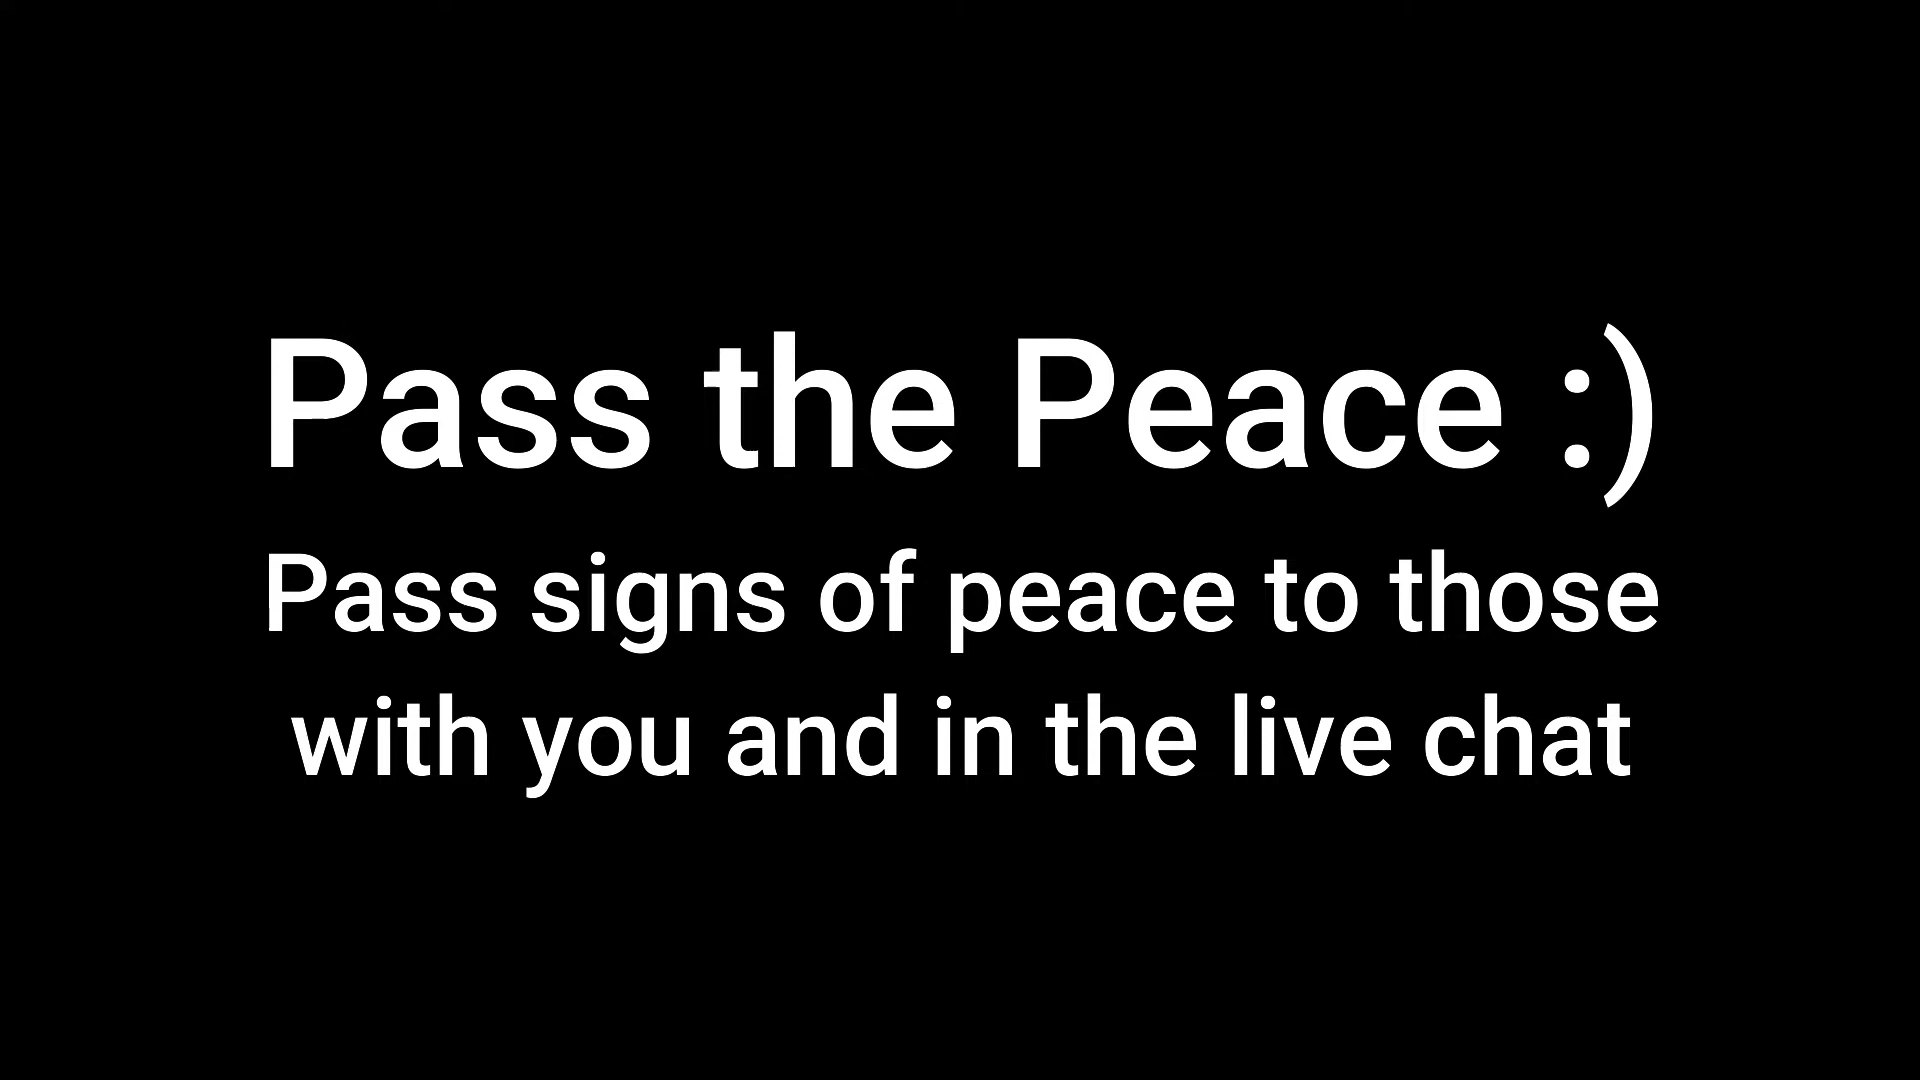 Pass the Peace :)
Pass signs of peace to those
with you and in the live chat